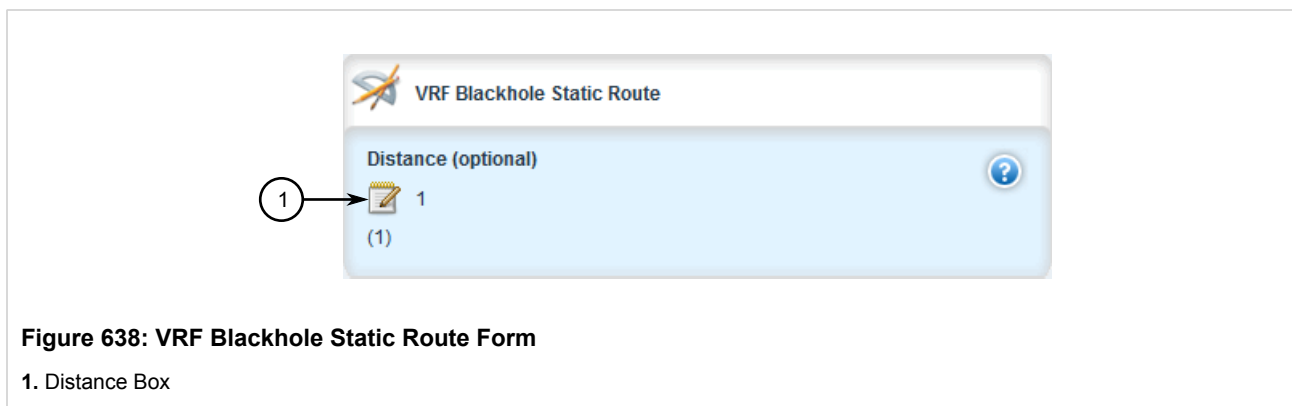 VRF Blackhole Static Route
Distance (optional)
1
1
(1)
Figure 638: VRF Blackhole Static Route Form
1. Distance Box